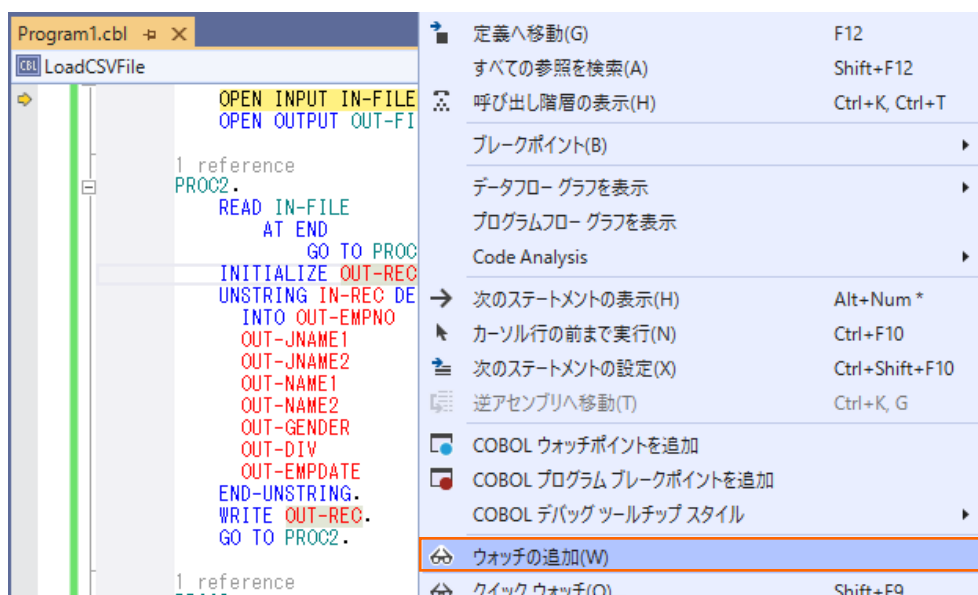 Program1.cbl
CBL LoadCSVFile
OPEN INPUT IN-FILE
OPEN OUTPUT OUT-FI
1 reference
PROC2.
READ IN-FILE
AT END
GO TO PROC
INITIALIZE OUT-REC
UNSTRING IN-REC DE
INTO OUT-EMPNO
OUT-JNAME1
OUT-JNAME2
OUT-NAME1
OUT-NAME2
OUT-GENDER
OUT-DIV
OUT-EMPDATE
END-UNSTRING.
WRITE OUT-REC.
GO TO PROC2.
1 reference
定義へ移動(G) F12
すべての参照を検索(A) Shift+F12
呼び出し階層の表示(H) Ctrl+K, Ctrl+T
ブレークポイント(B)
データフロー グラフを表示
プログラムフロー グラフを表示
Code Analysis
次のステートメントの表示(H) Alt+Num *
カーソル行の前まで実行(N) Ctrl+F10
次のステートメントの設定(X) Ctrl+Shift+F10
逆アセンブリへ移動(T) Ctrl+K, G
COBOL ウォッチポイントを追加
COBOL プログラム ブレークポイントを追加
COBOL デバッグ ツールチップ スタイル
ウォッチの追加(W)
クイック ウォッチ(Q) Shift+F9